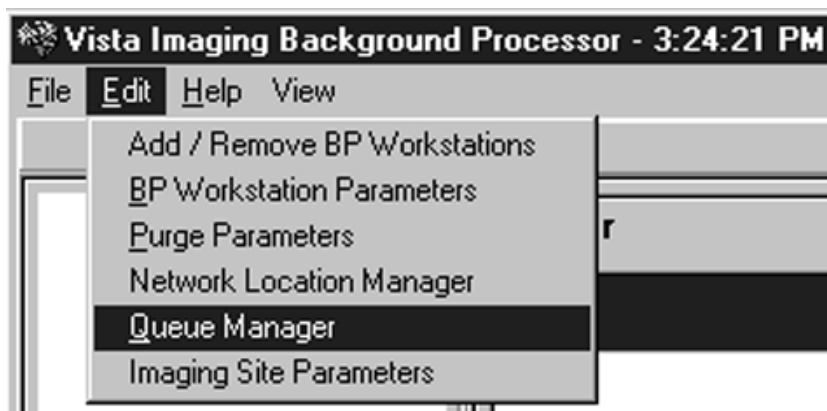 Vista Imaging Background Processor - 3:24:21 PM
File Edit Help View
Add / Remove BP Workstations
BP Workstation Parameters
Purge Parameters
r
Network Location Manager
Queue Manager
Imaging Site Parameters